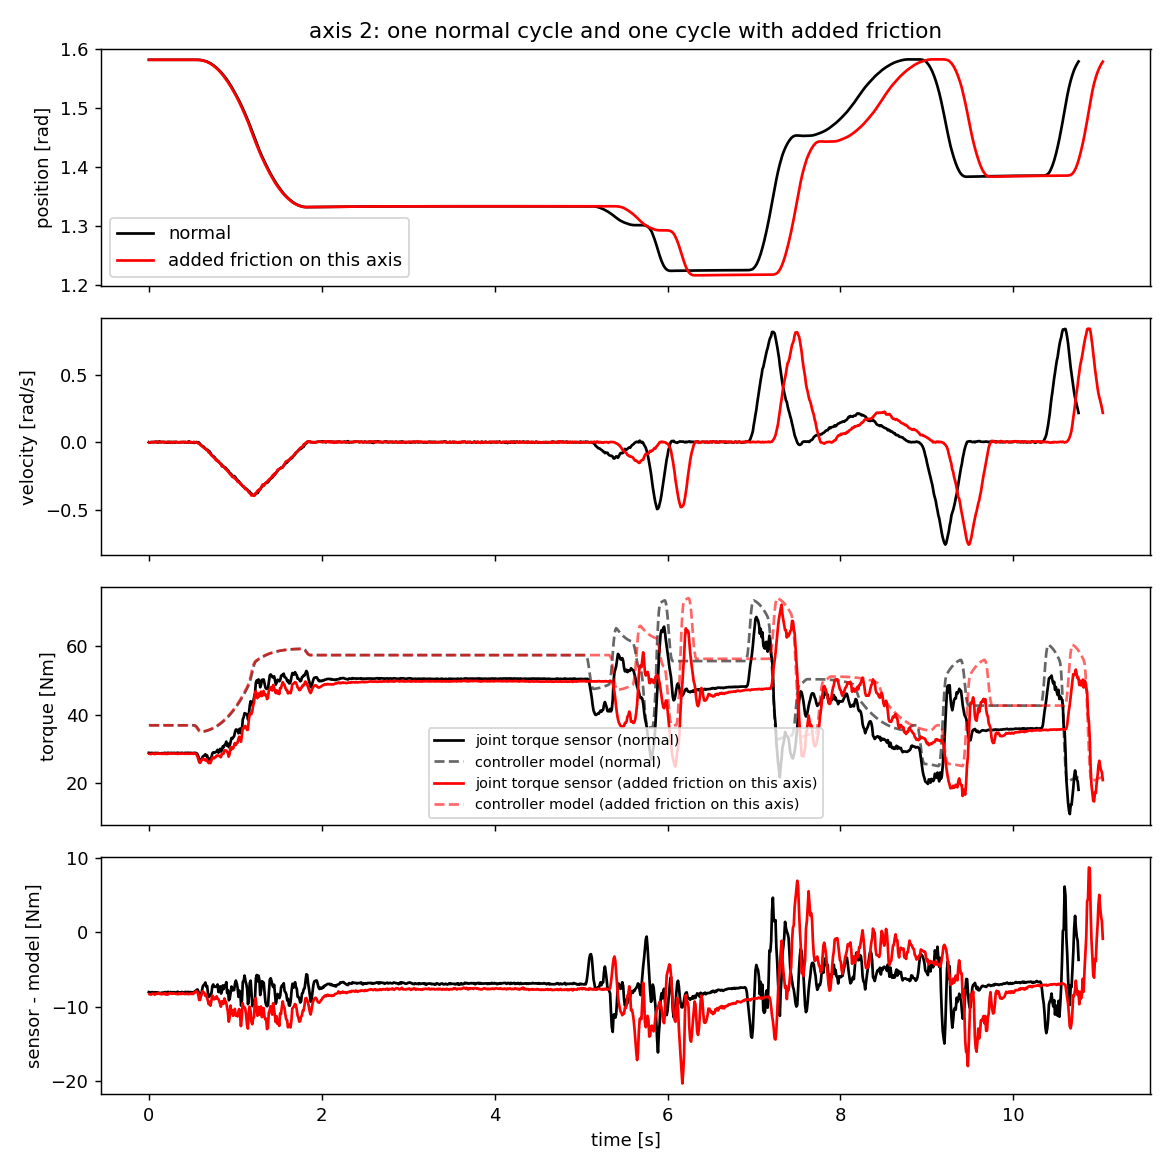 axis 2: one normal cycle and one cycle with added friction
1.6
1.5
1.4
1.3
1.2
position [rad]
normal
added friction on this axis
0.5
0.0
−0.5
velocity [rad/s]
60
40
20
torque [Nm]
joint torque sensor (normal)
controller model (normal)
joint torque sensor (added friction on this axis)
controller model (added friction on this axis)
10
0
−10
−20
sensor - model [Nm]
0
2
4
6
8
10
time [s]